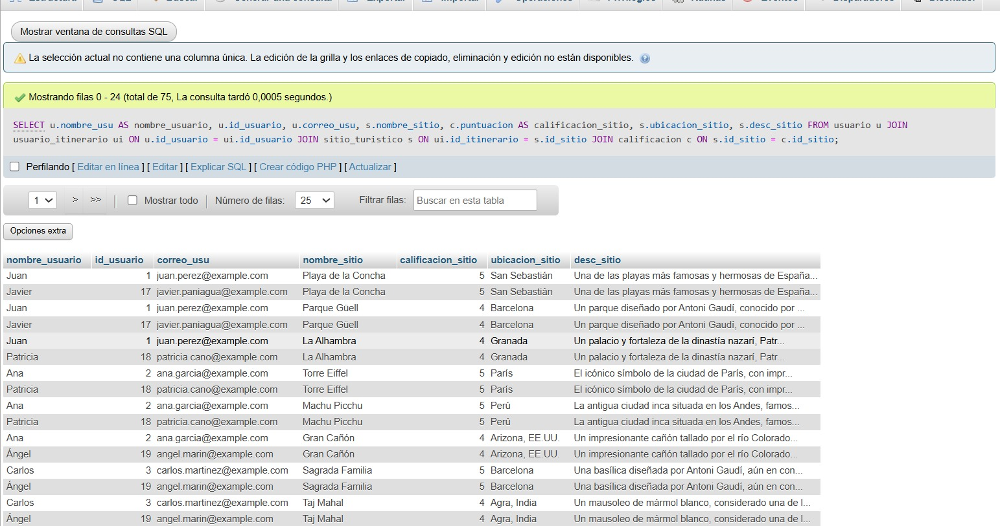 Estructura SQL Buscar Generar una consulta Exportar Importar Operaciones Privilegios Rutinas Eventos Disparadores Diseñador
Mostrar ventana de consultas SQL
La selección actual no contiene una columna única. La edición de la grilla y los enlaces de copiado, eliminación y edición no están disponibles.
Mostrando filas 0 - 24 (total de 75, La consulta tardó 0,0005 segundos.)
SELECT u.nombre_usu AS nombre_usuario, u.id_usuario, u.correo_usu, s.nombre_sitio, c.puntuacion AS calificacion_sitio, s.ubicacion_sitio, s.desc_sitio FROM usuario u JOIN
usuario_itinerario ui ON u.id_usuario = ui.id_usuario JOIN sitio_turistico s ON ui.id_itinerario = s.id_sitio JOIN calificacion c ON s.id_sitio = c.id_sitio;
Perfilando [ Editar en línea ] [ Editar ] [ Explicar SQL ] [ Crear código PHP ] [ Actualizar ]
1 > >> | Mostrar todo | Número de filas: 25 Filtrar filas: Buscar en esta tabla
Opciones extra
nombre_usuario id_usuario correo_usu nombre_sitio calificacion_sitio ubicacion_sitio desc_sitio
Juan 1 juan.perez@example.com Playa de la Concha 5 San Sebastián Una de las playas más famosas y hermosas de España...
Javier 17 javier.paniagua@example.com Playa de la Concha 5 San Sebastián Una de las playas más famosas y hermosas de España...
Juan 1 juan.perez@example.com Parque Güell 4 Barcelona Un parque diseñado por Antoni Gaudí, conocido por ...
Javier 17 javier.paniagua@example.com Parque Güell 4 Barcelona Un parque diseñado por Antoni Gaudí, conocido por ...
Juan 1 juan.perez@example.com La Alhambra 4 Granada Un palacio y fortaleza de la dinastía nazarí, Patr...
Patricia 18 patricia.cano@example.com La Alhambra 4 Granada Un palacio y fortaleza de la dinastía nazarí, Patr...
Ana 2 ana.garcia@example.com Torre Eiffel 5 París El icónico símbolo de la ciudad de París, con impr...
Patricia 18 patricia.cano@example.com Torre Eiffel 5 París El icónico símbolo de la ciudad de París, con impr...
Ana 2 ana.garcia@example.com Machu Picchu 5 Perú La antigua ciudad inca situada en los Andes, famos...
Patricia 18 patricia.cano@example.com Machu Picchu 5 Perú La antigua ciudad inca situada en los Andes, famos...
Ana 2 ana.garcia@example.com Gran Cañón 4 Arizona, EE.UU. Un impresionante cañón tallado por el río Colorado...
Ángel 19 angel.marin@example.com Gran Cañón 4 Arizona, EE.UU. Un impresionante cañón tallado por el río Colorado...
Carlos 3 carlos.martinez@example.com Sagrada Familia 5 Barcelona Una basílica diseñada por Antoni Gaudí, aún en con...
Ángel 19 angel.marin@example.com Sagrada Familia 5 Barcelona Una basílica diseñada por Antoni Gaudí, aún en con...
Carlos 3 carlos.martinez@example.com Taj Mahal 4 Agra, India Un mausoleo de mármol blanco, considerado una de l...
Ángel 19 angel.marin@example.com Taj Mahal 4 Agra, India Un mausoleo de mármol blanco, considerado una de l...